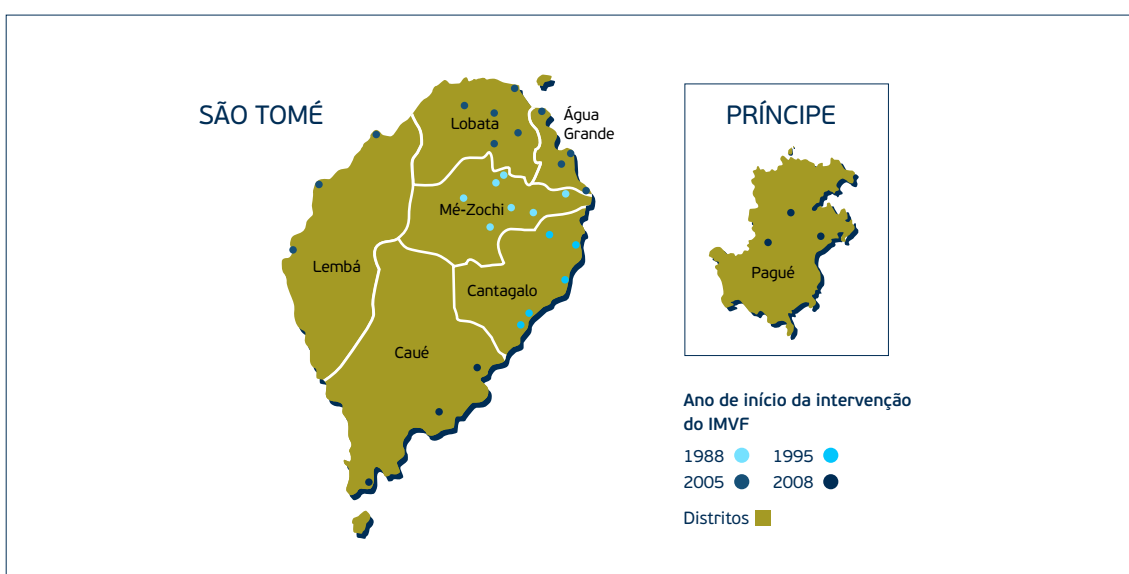 SÃO TOMÉ
Lobata
Água
Grande
Mé-Zochi
Lembá
Cantagalo
Caué
PRÍNCIPE
Pagué
Ano de início da intervenção
do IMVF
1988 1995
2005 2008
Distritos